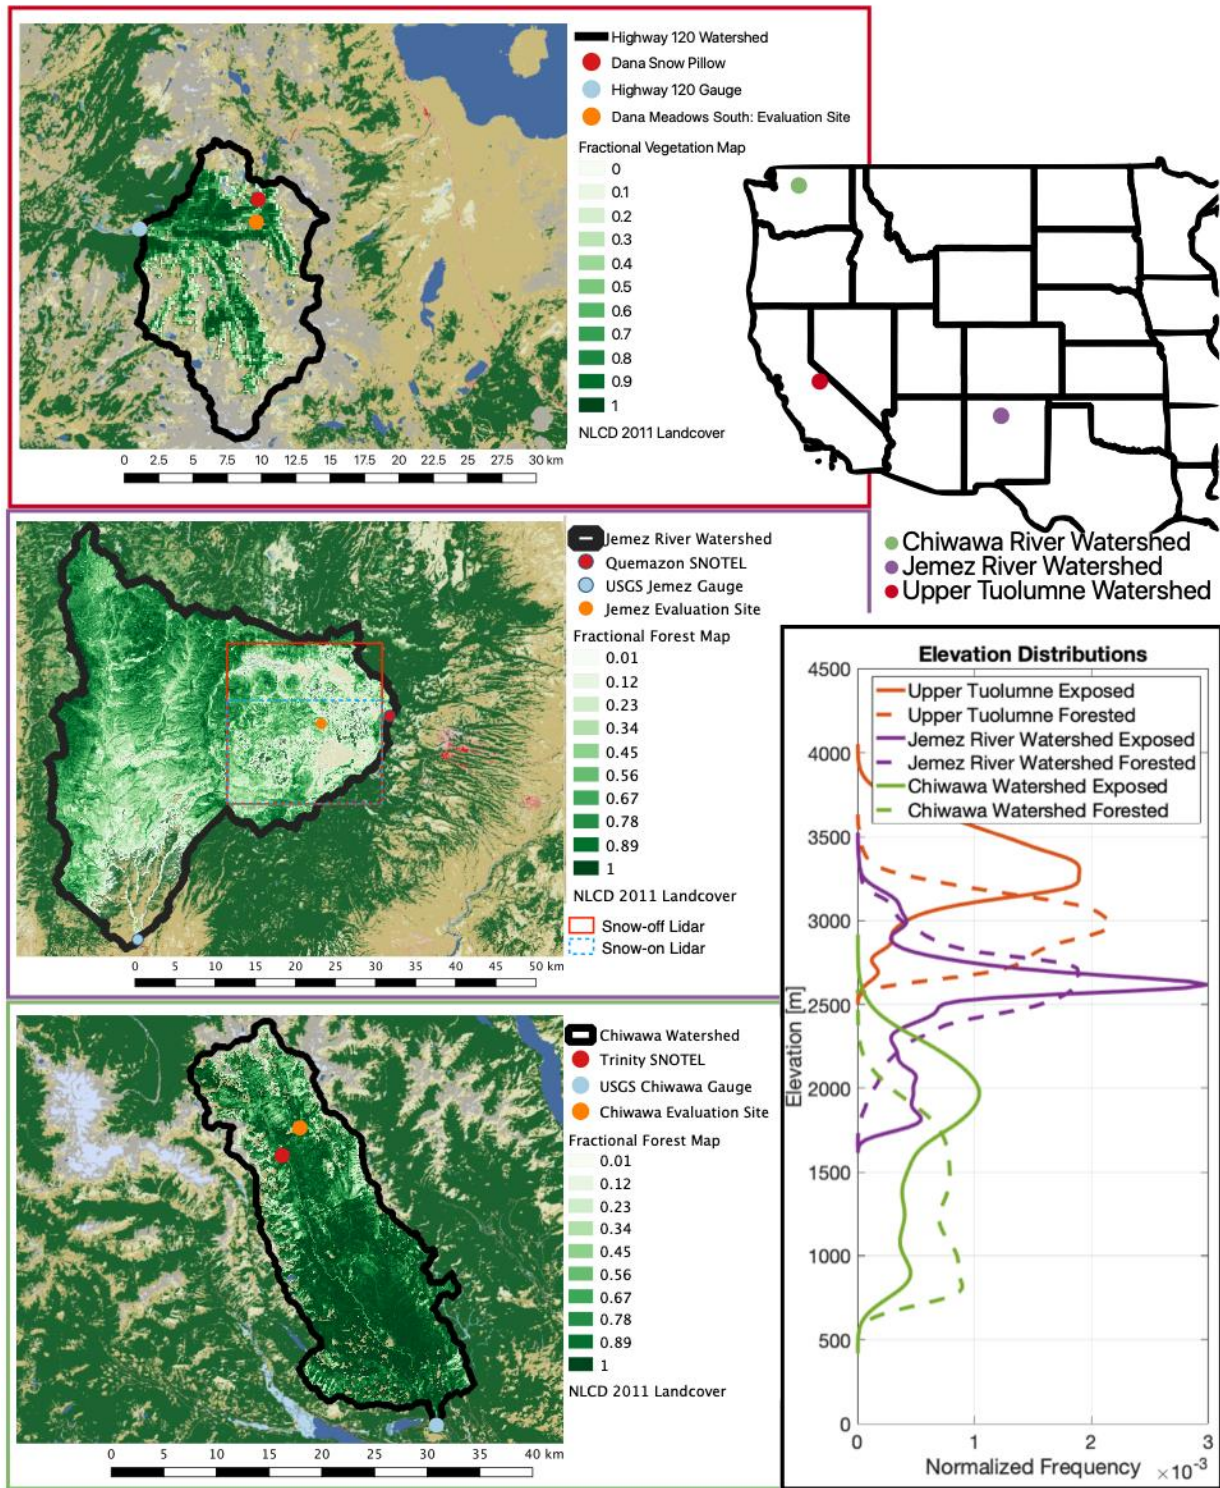 Highway 120 Watershed
Dana Snow Pillow
Highway 120 Gauge
Dana Meadows South: Evaluation Site
Fractional Vegetation Map
0
0.1
0.2
0.3
0.4
0.5
0.6
0.7
0.8
0.9
1
NLCD 2011 Landcover
0 2.5 5 7.5 10 12.5 15 17.5 20 22.5 25 27.5 30 km
Chiwawa River Watershed
Jemez River Watershed
Upper Tuolumne Watershed
Jemez River Watershed
Quemazon SNOTEL
USGS Jemez Gauge
Jemez Evaluation Site
Fractional Forest Map
0.01
0.12
0.23
0.34
0.45
0.56
0.67
0.78
0.89
1
NLCD 2011 Landcover
Snow-off Lidar
Snow-on Lidar
0 5 10 15 20 25 30 35 40 45 50 km
Chiwawa Watershed
Trinity SNOTEL
USGS Chiwawa Gauge
Chiwawa Evaluation Site
Fractional Forest Map
0.01
0.12
0.23
0.34
0.45
0.56
0.67
0.78
0.89
1
NLCD 2011 Landcover
0 5 10 15 20 25 30 35 40 km
Elevation Distributions
Upper Tuolumne Exposed
Upper Tuolumne Forested
Jemez River Watershed Exposed
Jemez River Watershed Forested
Chiwawa Watershed Exposed
Chiwawa Watershed Forested
4500
4000
3500
3000
2500
2000
1500
1000
500
0
Elevation [m]
0 1 2 3
Normalized Frequency ×10⁻³